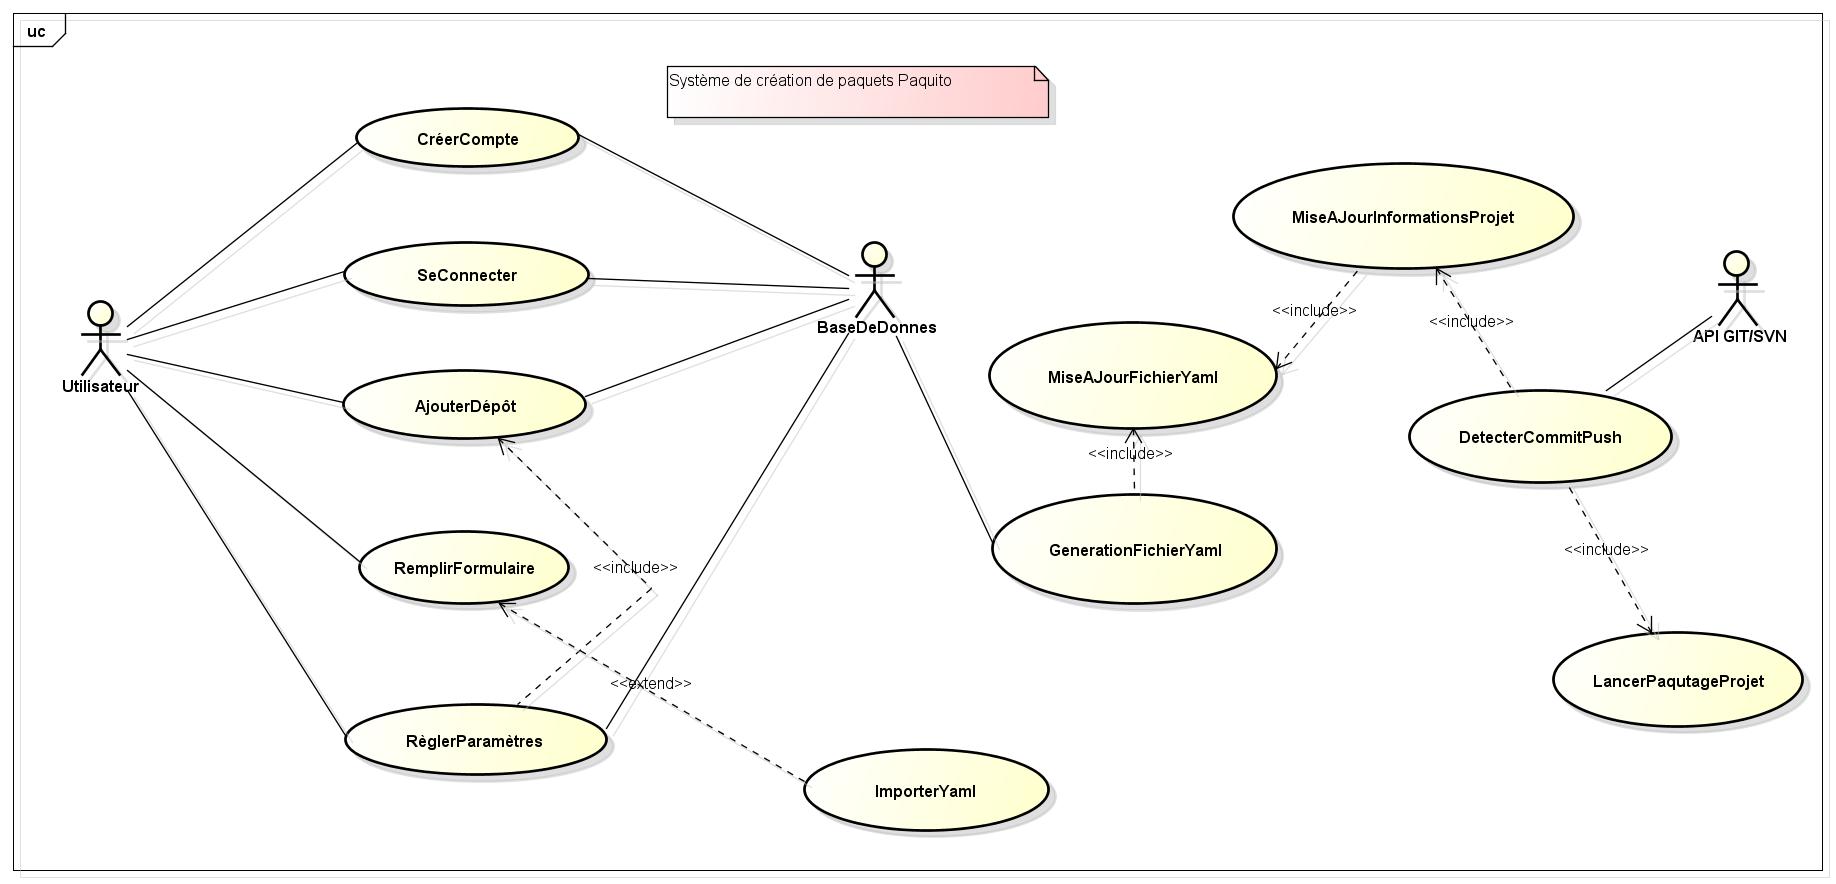 uc
Système de création de paquets Paquito
CréerCompte
MiseAJourInformationsProjet
SeConnecter
<<include>>
<<include>>
BaseDeDonnes
API GIT/SVN
MiseAJourFichierYaml
Utilisateur
AjouterDépôt
DetecterCommitPush
<<include>>
GenerationFichierYaml
<<include>>
RemplirFormulaire
<<include>>
<<extend>>
LancerPaqutageProjet
RèglerParamètres
ImporterYaml